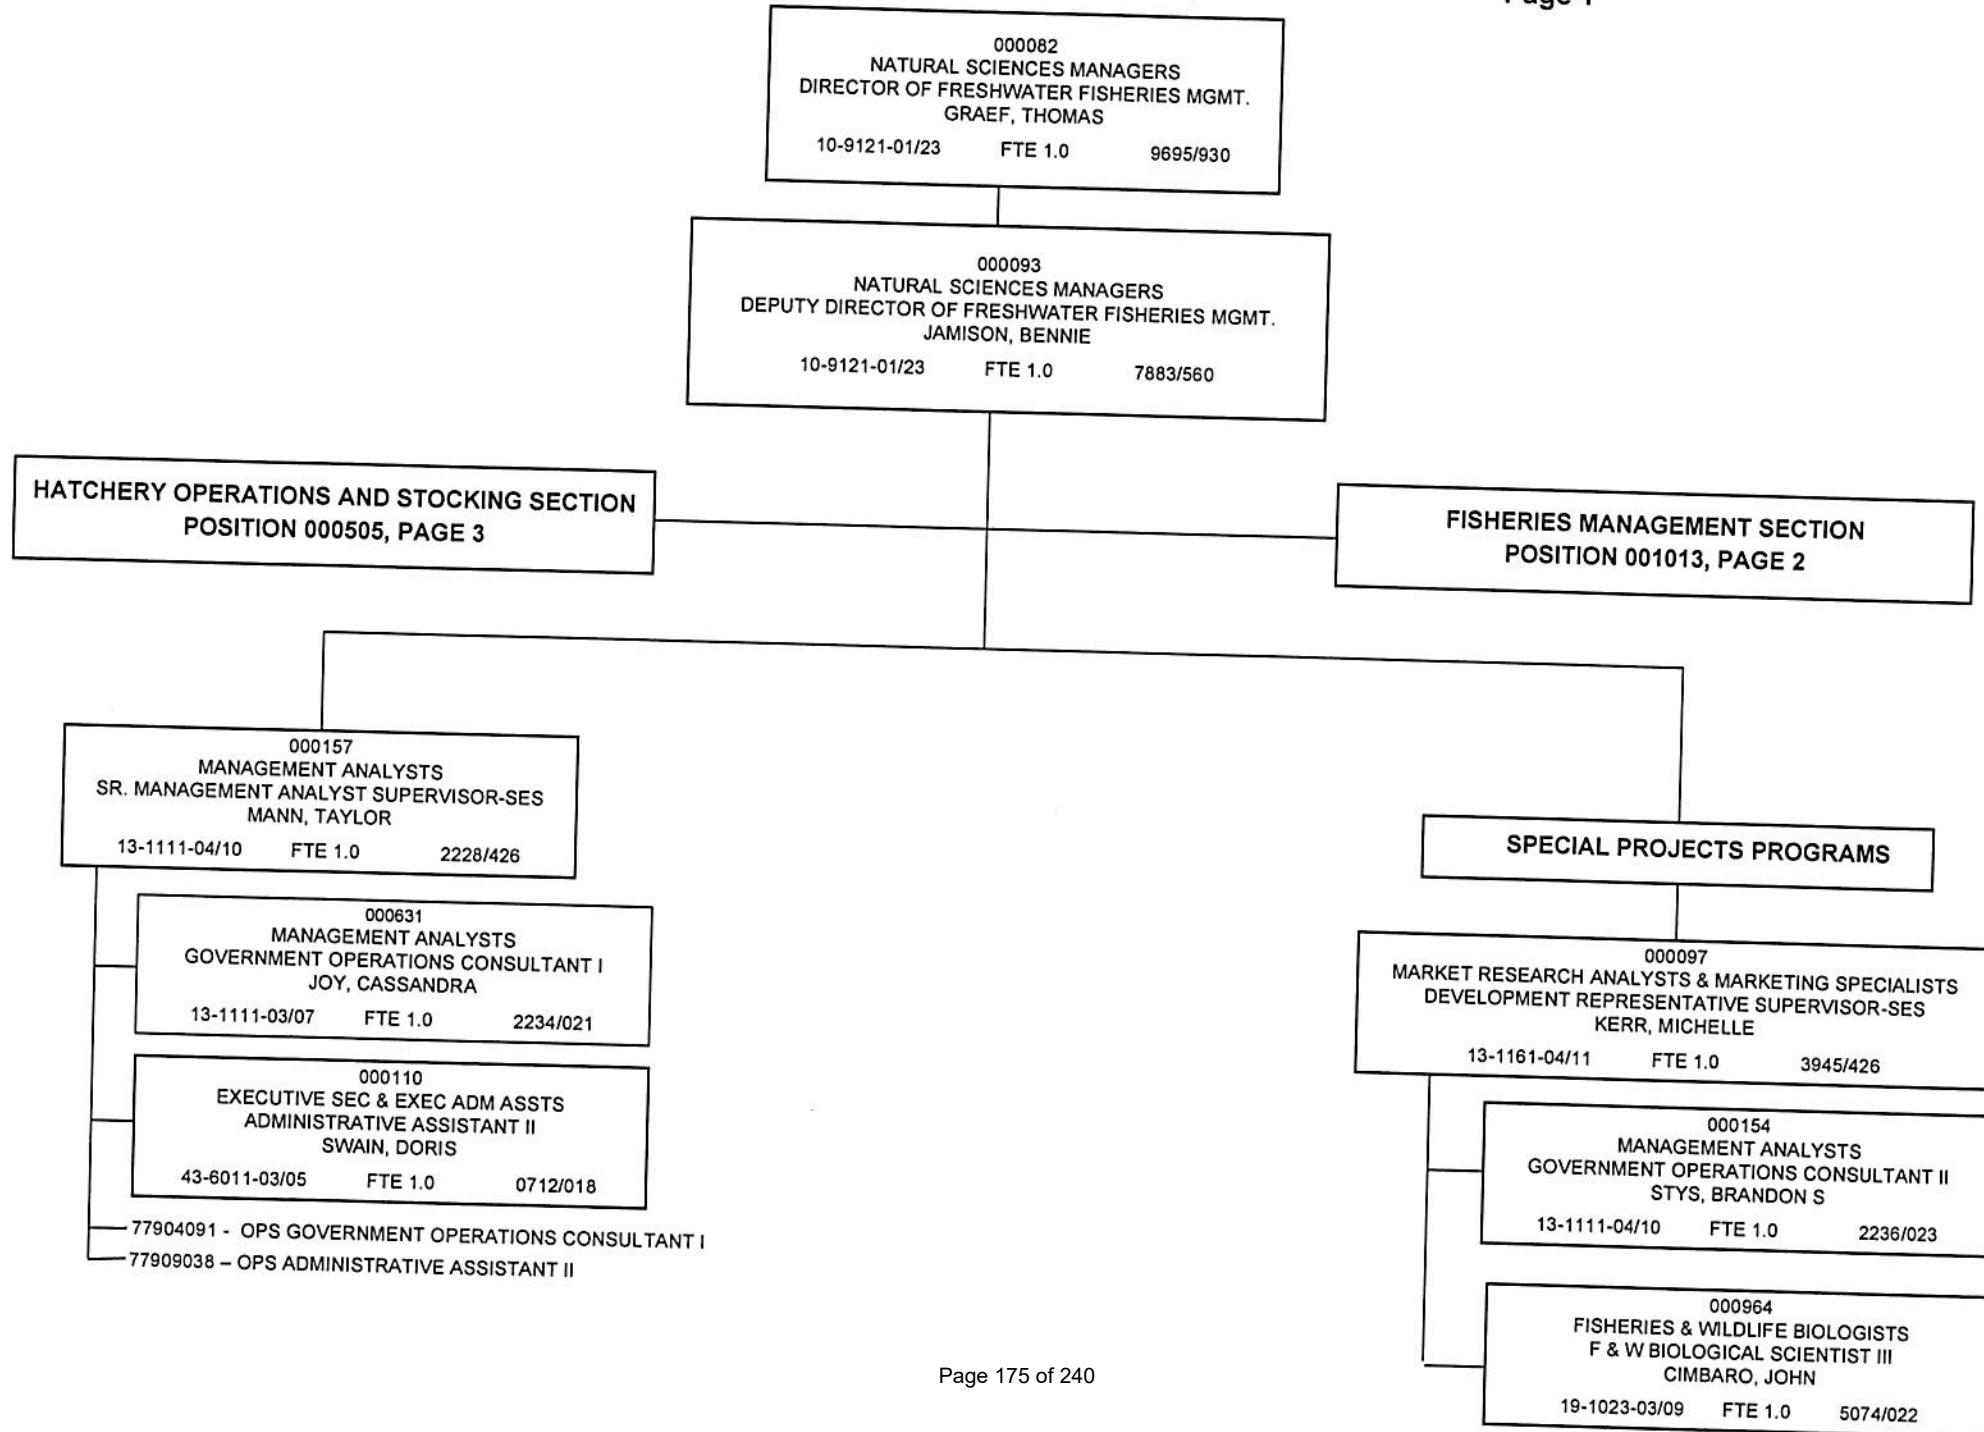 Page 1
000082
NATURAL SCIENCES MANAGERS
DIRECTOR OF FRESHWATER FISHERIES MGMT.
GRAEF, THOMAS
10-9121-01/23 FTE 1.0 9695/930
000093
NATURAL SCIENCES MANAGERS
DEPUTY DIRECTOR OF FRESHWATER FISHERIES MGMT.
JAMISON, BENNIE
10-9121-01/23 FTE 1.0 7883/560
HATCHERY OPERATIONS AND STOCKING SECTION
POSITION 000505, PAGE 3
FISHERIES MANAGEMENT SECTION
POSITION 001013, PAGE 2
000157
MANAGEMENT ANALYSTS
SR. MANAGEMENT ANALYST SUPERVISOR-SES
MANN, TAYLOR
13-1111-04/10 FTE 1.0 2228/426
000631
MANAGEMENT ANALYSTS
GOVERNMENT OPERATIONS CONSULTANT I
JOY, CASSANDRA
13-1111-03/07 FTE 1.0 2234/021
000110
EXECUTIVE SEC & EXEC ADM ASSTS
ADMINISTRATIVE ASSISTANT II
SWAIN, DORIS
43-6011-03/05 FTE 1.0 0712/018
77904091 - OPS GOVERNMENT OPERATIONS CONSULTANT I
77909038 – OPS ADMINISTRATIVE ASSISTANT II
SPECIAL PROJECTS PROGRAMS
000097
MARKET RESEARCH ANALYSTS & MARKETING SPECIALISTS
DEVELOPMENT REPRESENTATIVE SUPERVISOR-SES
KERR, MICHELLE
13-1161-04/11 FTE 1.0 3945/426
000154
MANAGEMENT ANALYSTS
GOVERNMENT OPERATIONS CONSULTANT II
STYS, BRANDON S
13-1111-04/10 FTE 1.0 2236/023
000964
FISHERIES & WILDLIFE BIOLOGISTS
F & W BIOLOGICAL SCIENTIST III
CIMBARO, JOHN
19-1023-03/09 FTE 1.0 5074/022
Page 175 of 240